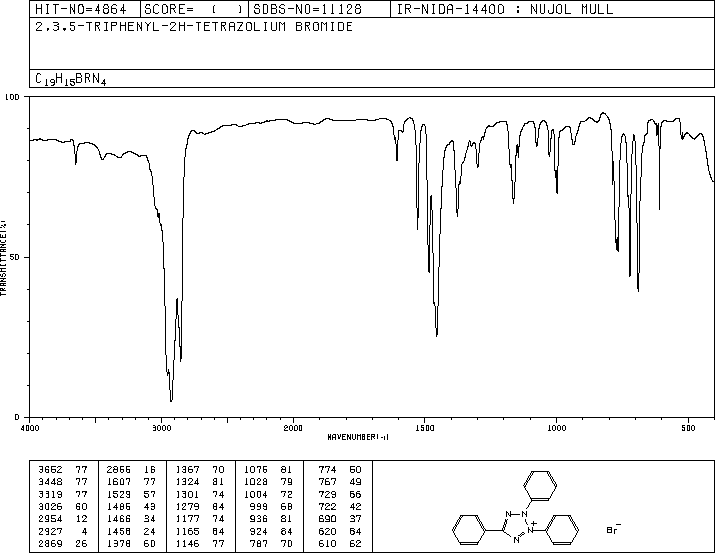 HIT-NO=4864 SCORE= ( ) SDBS-NO=11128 IR-NIDA-14400 : NUJOL MULL
2,3,5-TRIPHENYL-2H-TETRAZOLIUM BROMIDE
C19H15BRN4
100
50
0
TRANSMITTANCE(%)
4000 3000 2000 1500 1000 500
WAVENUMBER(-1)
3652 77 2855 16 1367 70 1076 81 774 50
3448 77 1607 77 1324 81 1028 79 767 49
3319 77 1529 57 1301 74 1004 72 729 66
3026 60 1486 43 1279 84 999 68 722 42
2954 12 1466 34 1177 74 936 81 690 37
2927 4 1458 24 1165 64 924 84 620 84
2869 26 1378 60 1146 77 787 70 610 62
N N
N N+
Br−